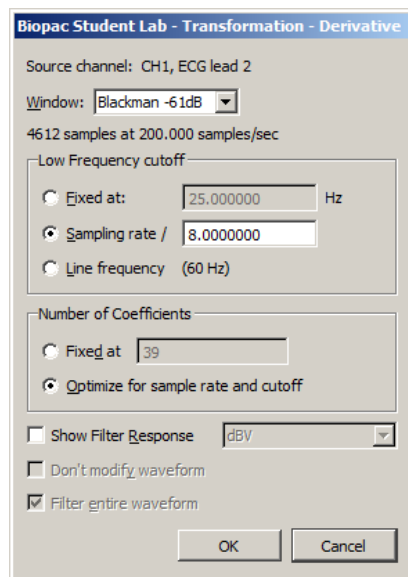 Biopac Student Lab - Transformation - Derivative
Source channel: CH1, ECG lead 2
Window: Blackman -61dB
4612 samples at 200.000 samples/sec
Low Frequency cutoff
Fixed at: 25.000000 Hz
Sampling rate / 8.0000000
Line frequency (60 Hz)
Number of Coefficients
Fixed at 39
Optimize for sample rate and cutoff
Show Filter Response dBV
Don't modify waveform
Filter entire waveform
OK Cancel